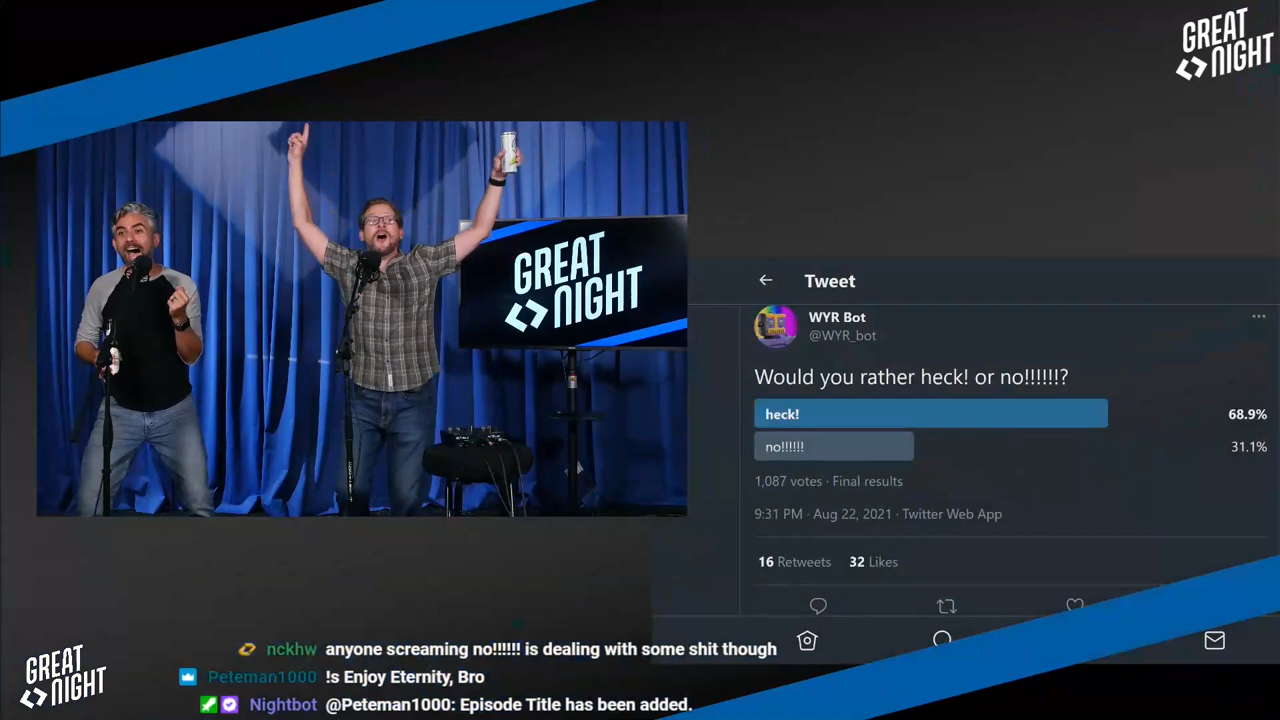 GREAT
NIGHT
GREAT
NIGHT
Tweet
WYR Bot
@WYR_bot
Would you rather heck! or no!!!!!!?
heck! 68.9%
no!!!!!! 31.1%
1,087 votes · Final results
9:31 PM · Aug 22, 2021 · Twitter Web App
16 Retweets 32 Likes
nckhw anyone screaming no!!!!!! is dealing with some shit though
Peteman1000 !s Enjoy Eternity, Bro
Nightbot @Peteman1000: Episode Title has been added.
GREAT
NIGHT